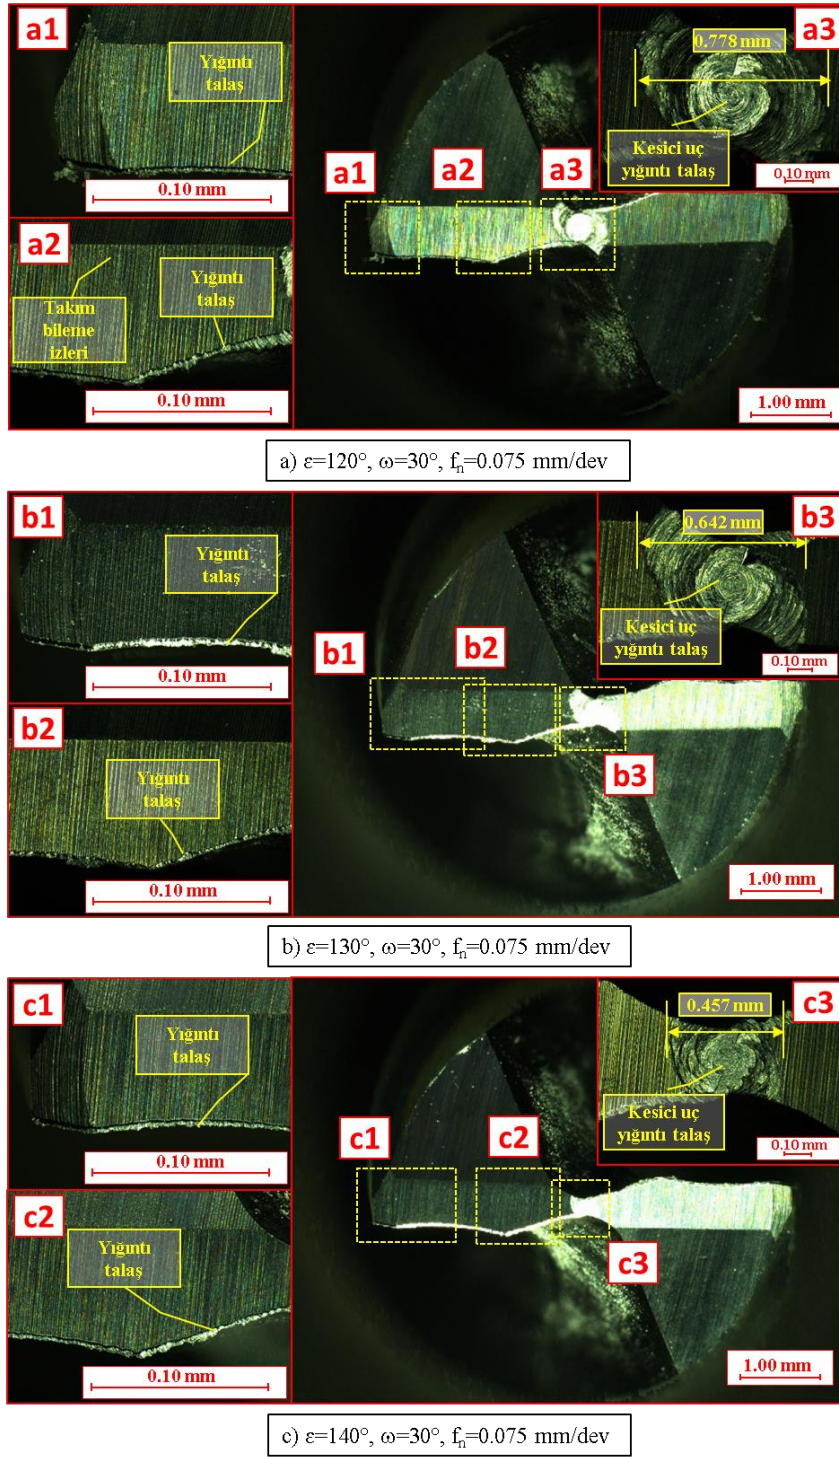 a1
Yığıntı
talaş
0.10 mm
a2
Yığıntı
talaş
Takım
bileme
izleri
0.10 mm
a1
a2
a3
0.778 mm
a3
Kesici uç
yığıntı talaş
0.10 mm
1.00 mm
a) ε=120°, ω=30°, fn=0.075 mm/dev
b1
Yığıntı
talaş
0.10 mm
b2
Yığıntı
talaş
0.10 mm
b1
b2
b3
0.642 mm
b3
Kesici uç
yığıntı talaş
0.10 mm
1.00 mm
b) ε=130°, ω=30°, fn=0.075 mm/dev
c1
Yığıntı
talaş
0.10 mm
c2
Yığıntı
talaş
0.10 mm
c1
c2
c3
0.457 mm
c3
Kesici uç
yığıntı talaş
0.10 mm
1.00 mm
c) ε=140°, ω=30°, fn=0.075 mm/dev